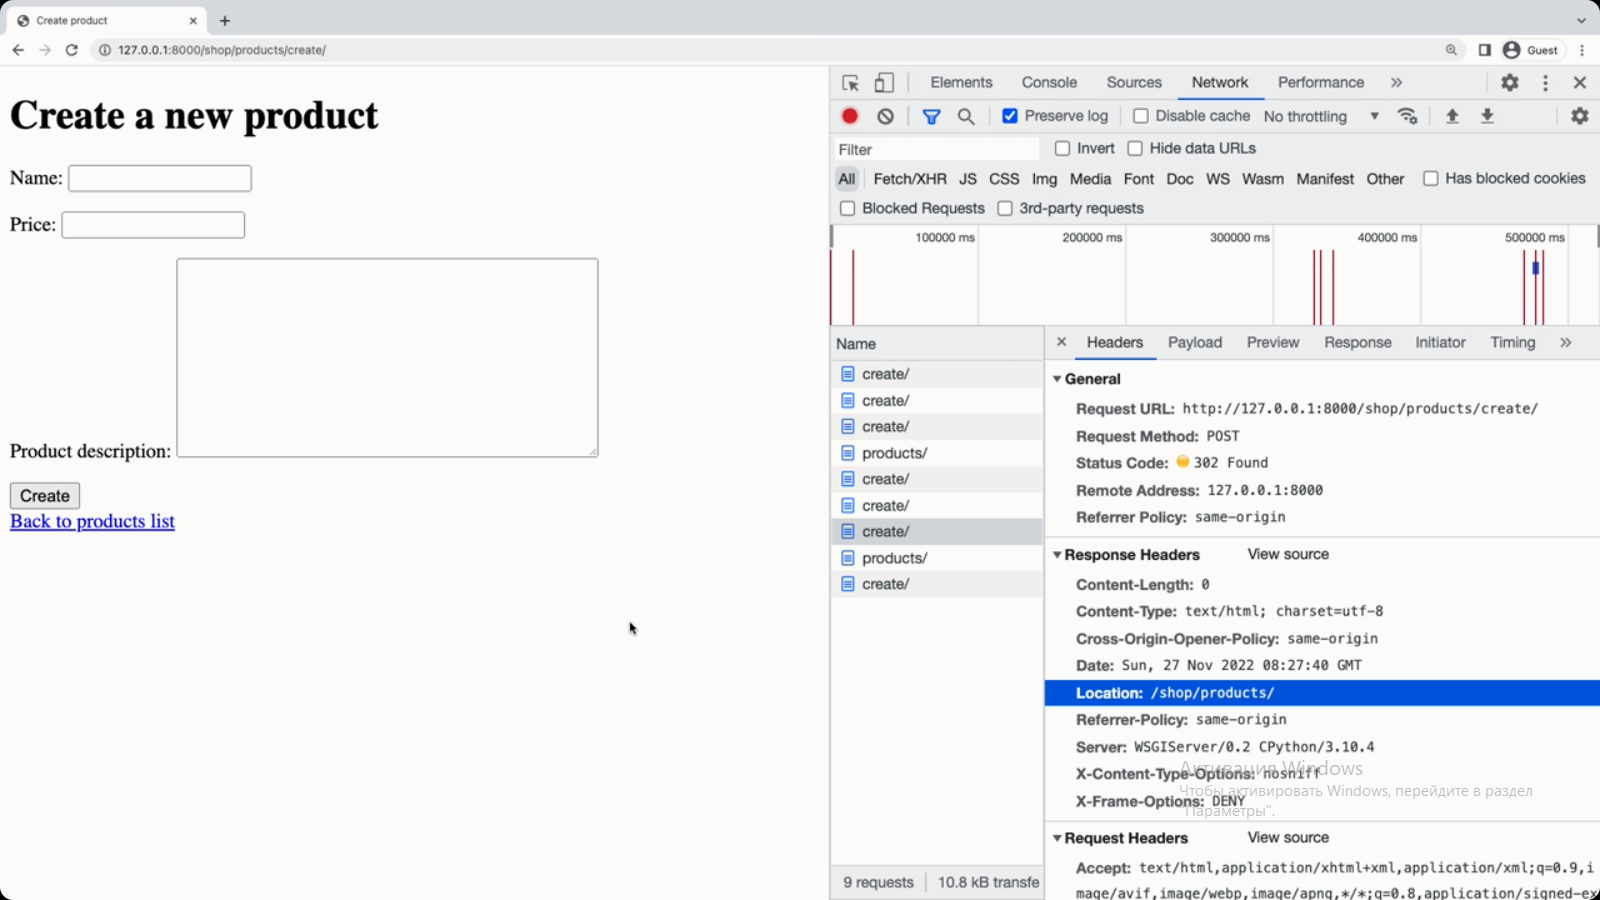 Create product
127.0.0.1:8000/shop/products/create/
Guest
Create a new product
Name:
Price:
Product description:
Create
Back to products list
Elements Console Sources Network Performance
Preserve log Disable cache No throttling
Filter Invert Hide data URLs
All Fetch/XHR JS CSS Img Media Font Doc WS Wasm Manifest Other Has blocked cookies
Blocked Requests 3rd-party requests
100000 ms 200000 ms 300000 ms 400000 ms 500000 ms
Name
create/
create/
create/
products/
create/
create/
create/
products/
create/
9 requests 10.8 kB transfe
Headers Payload Preview Response Initiator Timing
General
Request URL: http://127.0.0.1:8000/shop/products/create/
Request Method: POST
Status Code: 302 Found
Remote Address: 127.0.0.1:8000
Referrer Policy: same-origin
Response Headers View source
Content-Length: 0
Content-Type: text/html; charset=utf-8
Cross-Origin-Opener-Policy: same-origin
Date: Sun, 27 Nov 2022 08:27:40 GMT
Location: /shop/products/
Referrer-Policy: same-origin
Server: WSGIServer/0.2 CPython/3.10.4
X-Content-Type-Options: nosniff
X-Frame-Options: DENY
Активация Windows
Чтобы активировать Windows, перейдите в раздел
"Параметры".
Request Headers View source
Accept: text/html,application/xhtml+xml,application/xml;q=0.9,i
mage/avif,image/webp,image/apng,*/*;q=0.8,application/signed-ex